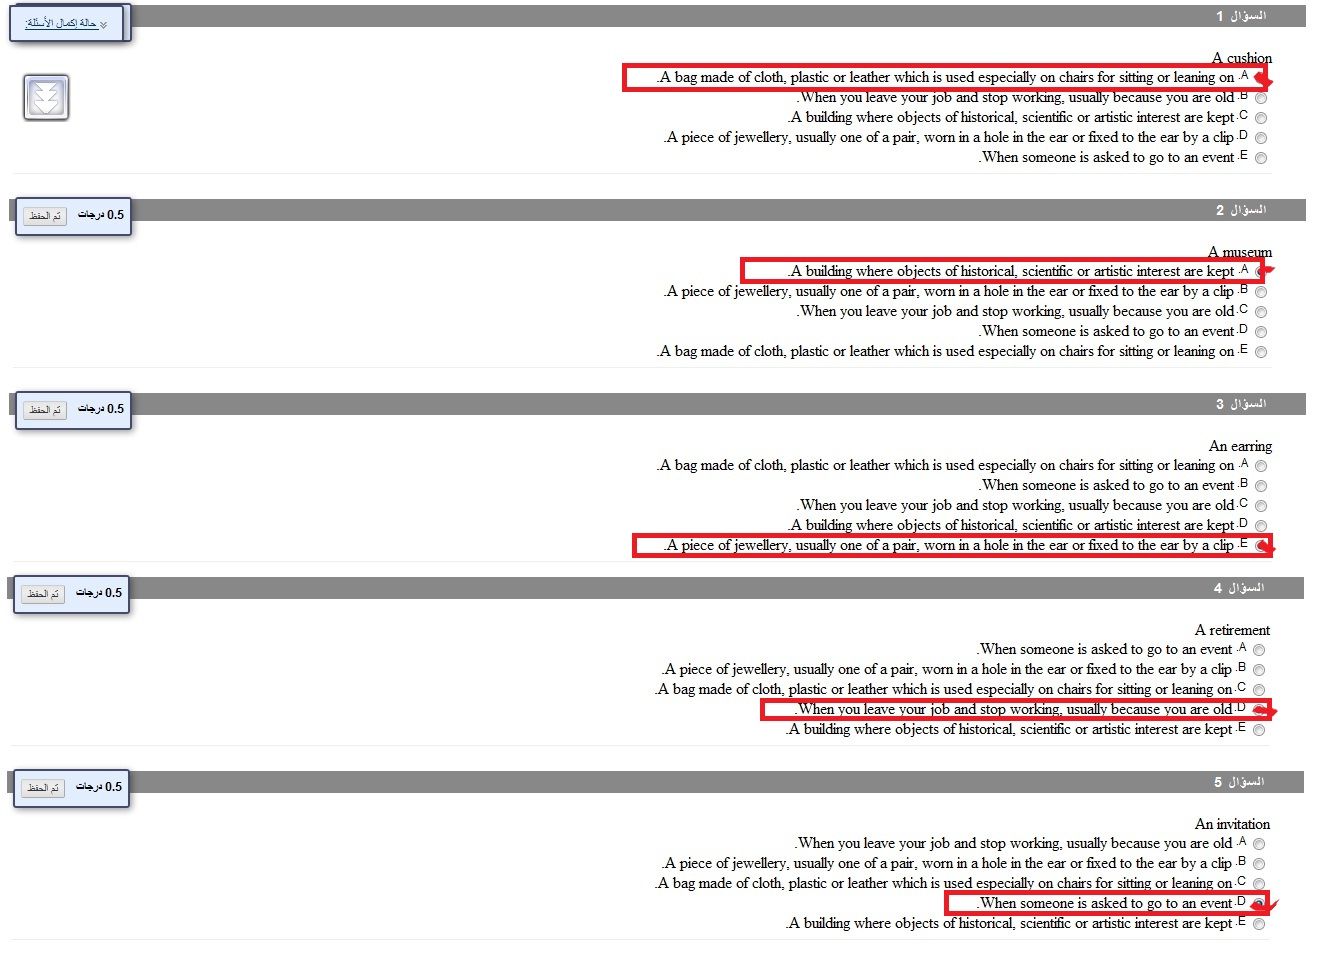 حالة إكمال الأسئلة:
السؤال 1
A cushion
A. A bag made of cloth, plastic or leather which is used especially on chairs for sitting or leaning on.
B. When you leave your job and stop working, usually because you are old.
C. A building where objects of historical, scientific or artistic interest are kept.
D. A piece of jewellery, usually one of a pair, worn in a hole in the ear or fixed to the ear by a clip.
E. When someone is asked to go to an event.
السؤال 2
0.5 درجات تم الحفظ
A museum
A. A building where objects of historical, scientific or artistic interest are kept.
B. A piece of jewellery, usually one of a pair, worn in a hole in the ear or fixed to the ear by a clip.
C. When you leave your job and stop working, usually because you are old.
D. When someone is asked to go to an event.
E. A bag made of cloth, plastic or leather which is used especially on chairs for sitting or leaning on.
السؤال 3
0.5 درجات تم الحفظ
An earring
A. A bag made of cloth, plastic or leather which is used especially on chairs for sitting or leaning on.
B. When someone is asked to go to an event.
C. When you leave your job and stop working, usually because you are old.
D. A building where objects of historical, scientific or artistic interest are kept.
E. A piece of jewellery, usually one of a pair, worn in a hole in the ear or fixed to the ear by a clip.
السؤال 4
0.5 درجات تم الحفظ
A retirement
A. When someone is asked to go to an event.
B. A piece of jewellery, usually one of a pair, worn in a hole in the ear or fixed to the ear by a clip.
C. A bag made of cloth, plastic or leather which is used especially on chairs for sitting or leaning on.
D. When you leave your job and stop working, usually because you are old.
E. A building where objects of historical, scientific or artistic interest are kept.
السؤال 5
0.5 درجات تم الحفظ
An invitation
A. When you leave your job and stop working, usually because you are old.
B. A piece of jewellery, usually one of a pair, worn in a hole in the ear or fixed to the ear by a clip.
C. A bag made of cloth, plastic or leather which is used especially on chairs for sitting or leaning on.
D. When someone is asked to go to an event.
E. A building where objects of historical, scientific or artistic interest are kept.